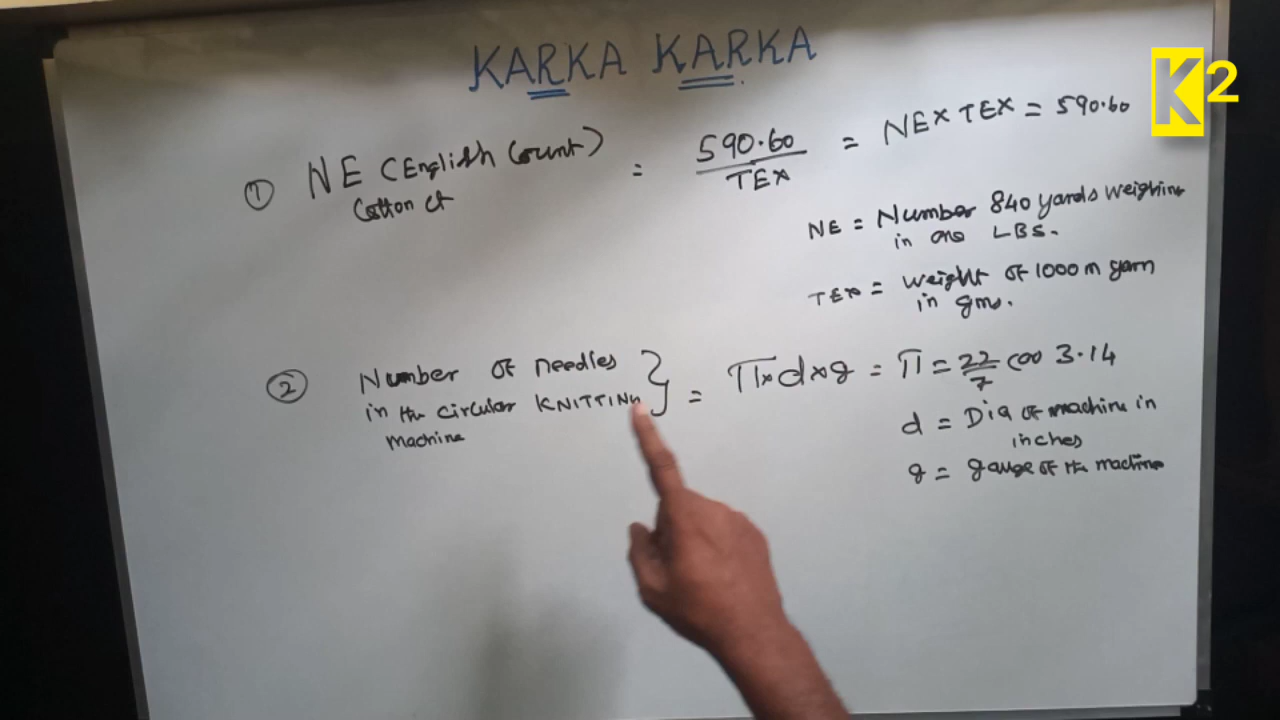 KARKA KARKA
K2
① NE (English Count) = 590.60 / TEX = NE x TEX = 590.60
Cotton ct
NE = Number 840 yards weighing
in one LBS.
TEX = weight of 1000 m yarn
in gms.
② Number of needles
in the circular KNITTING
machine
= π x d x g = π = 22/7 (or) 3.14
d = Dia of machine in
inches
g = gauge of the machine